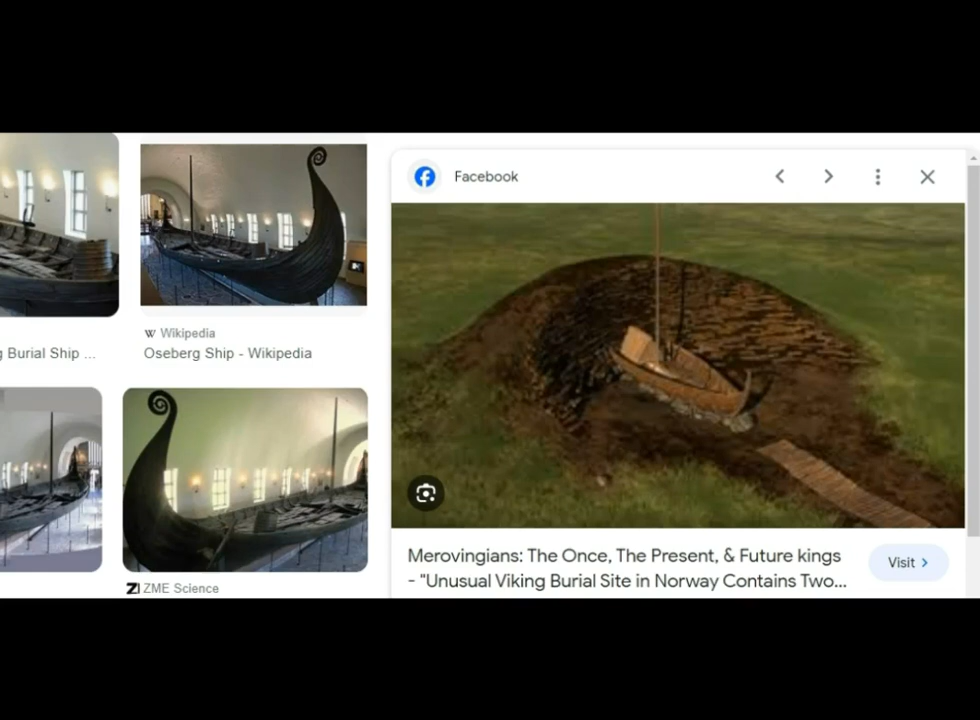 Facebook
W Wikipedia
Oseberg Ship - Wikipedia
Burial Ship ...
ZME Science
Merovingians: The Once, The Present, & Future kings
- "Unusual Viking Burial Site in Norway Contains Two...
Visit